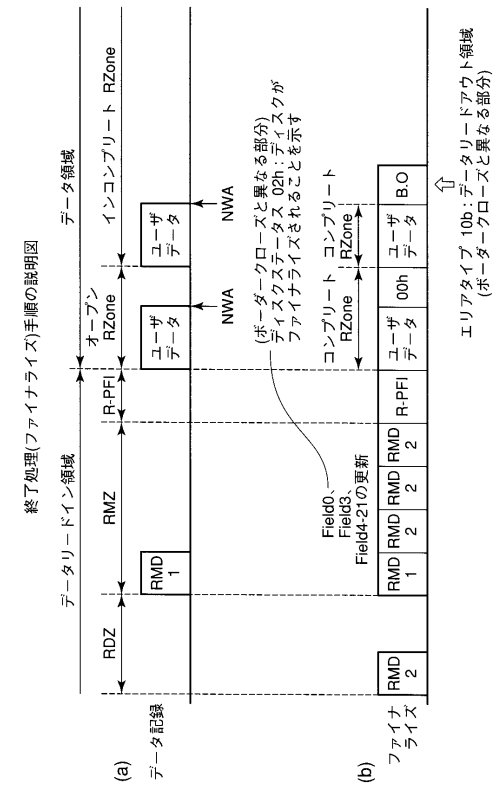 終了処理(ファイナライズ)手順の説明図
データリードイン領域
データ領域
RDZ
RMZ
R-PFI
オープン
RZone
インコンプリート RZone
(a)
データ記録
RMD
1
ユーザ
データ
ユーザ
データ
NWA
NWA
Field0、
Field3、
Field4-21の更新
(ボーダークローズと異なる部分)
ディスクステータス 02h:ディスクが
ファイナライズされることを示す
コンプリート
RZone
コンプリート
RZone
(b)
ファイナ
ライズ
RMD
2
RMD
1
RMD
2
RMD
2
RMD
2
R-PFI
ユーザ
データ
00h
ユーザ
データ
B.O
エリアタイプ 10b:データリードアウト領域
(ボーダークローズと異なる部分)